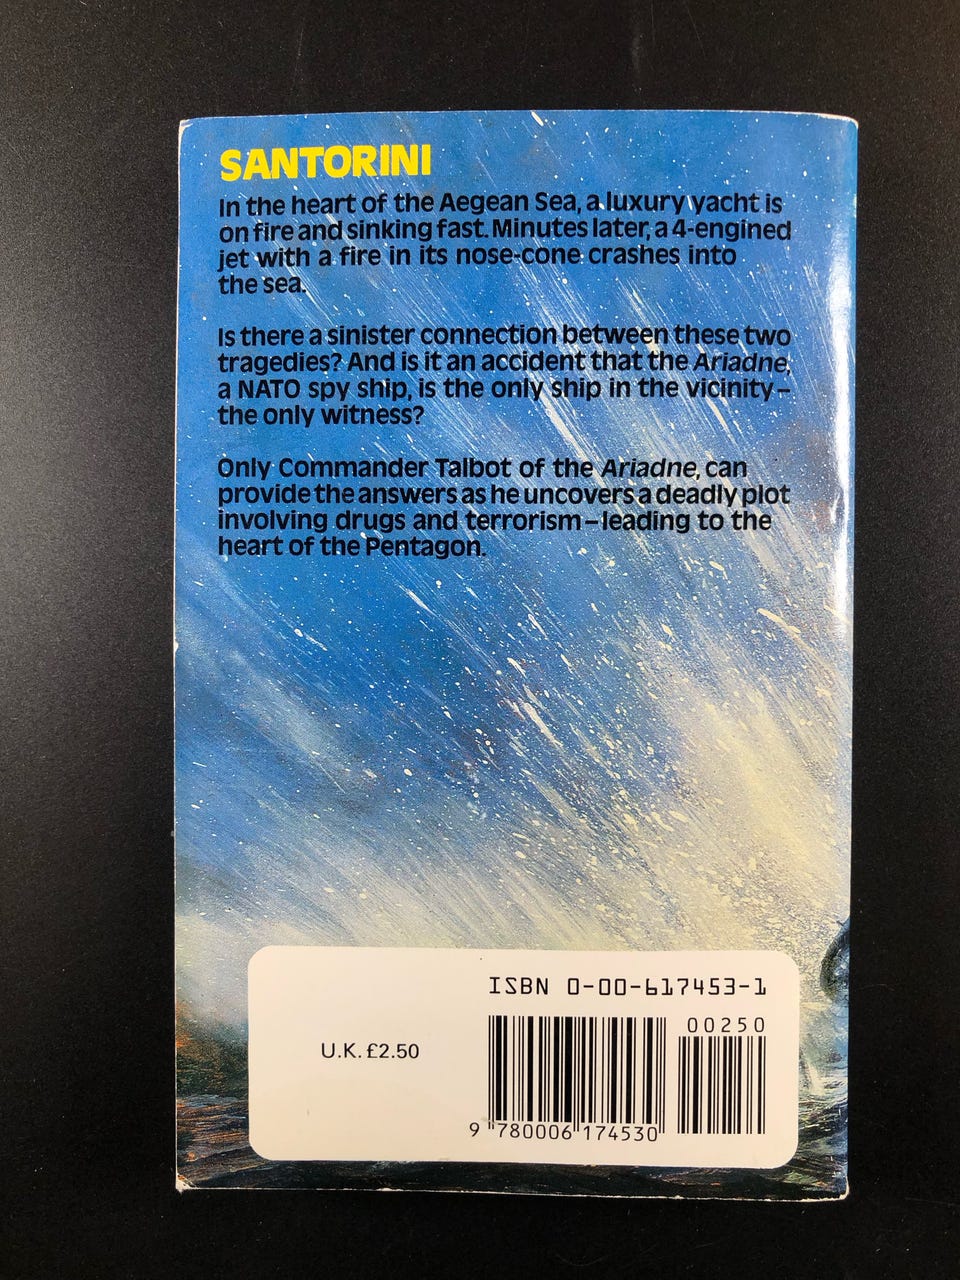 SANTORINI
In the heart of the Aegean Sea, a luxury yacht is
on fire and sinking fast. Minutes later, a 4-engined
jet with a fire in its nose-cone crashes into
the sea.
Is there a sinister connection between these two
tragedies? And is it an accident that the Ariadne,
a NATO spy ship, is the only ship in the vicinity –
the only witness?
Only Commander Talbot of the Ariadne, can
provide the answers as he uncovers a deadly plot
involving drugs and terrorism – leading to the
heart of the Pentagon.
ISBN 0-00-617453-1
00250
U.K. £2.50
9 780006 174530